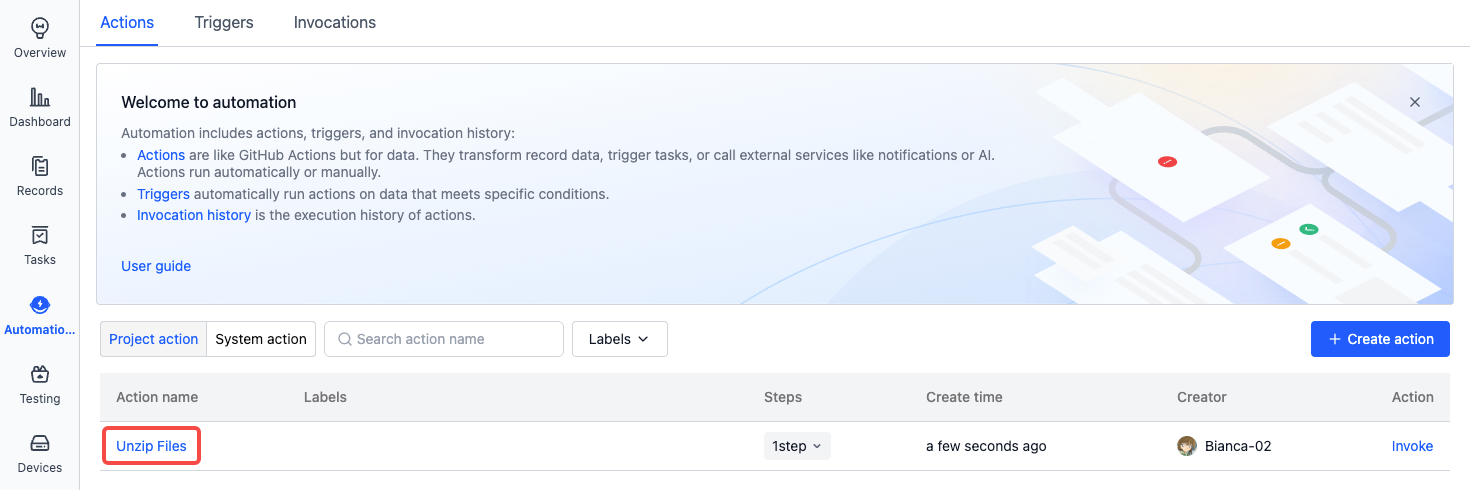 Actions Triggers Invocations
Overview
Dashboard
Records
Tasks
Automatio...
Testing
Devices
Welcome to automation
Automation includes actions, triggers, and invocation history:
• Actions are like GitHub Actions but for data. They transform record data, trigger tasks, or call external services like notifications or AI.
Actions run automatically or manually.
• Triggers automatically run actions on data that meets specific conditions.
• Invocation history is the execution history of actions.
User guide
Project action System action Search action name Labels + Create action
Action name Labels Steps Create time Creator Action
Unzip Files 1step a few seconds ago Bianca-02 Invoke